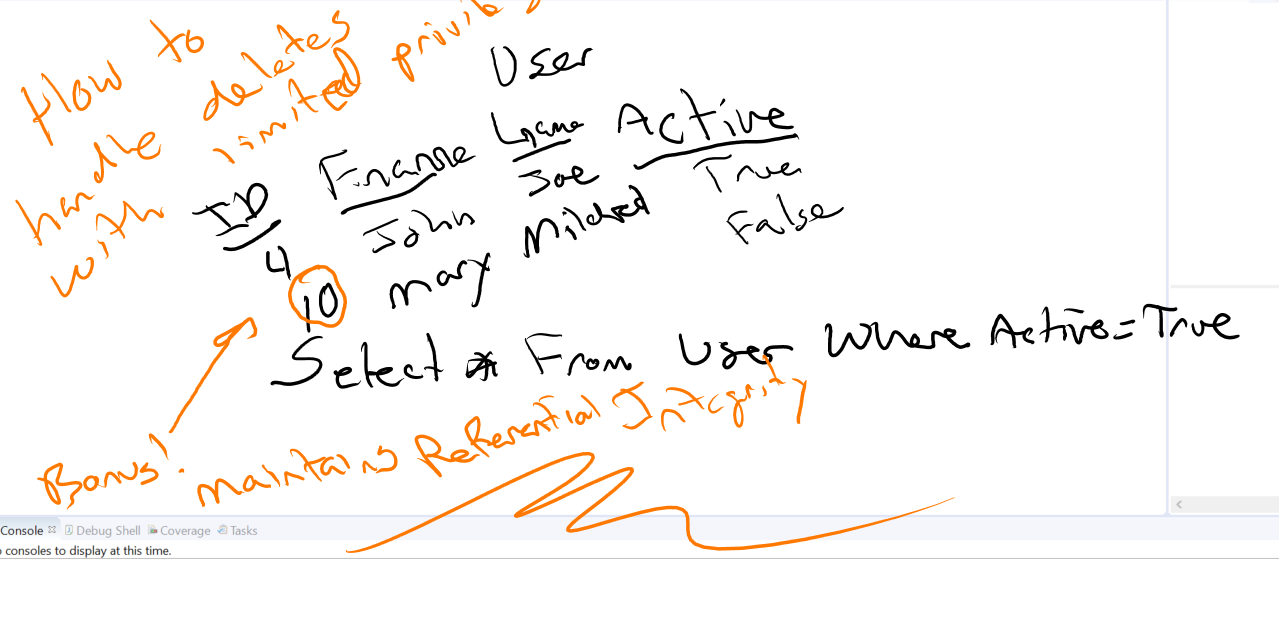 How to
handle deletes
with limited
User
ID Fname Lname Active
4 John Joe True
10 Mary Mildred False
Select * From User Where Active=True
Bonus: maintains Referential Integrity
Console Debug Shell Coverage Tasks
consoles to display at this time.